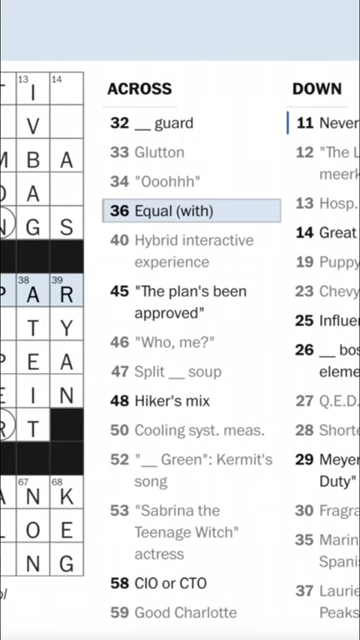 13 14
T I
V
M B A
O A
N G S
38 39
P A R
T Y
P E A
E I N
R T
67 68
A N K
L O E
N G
ol
ACROSS
32 __ guard
33 Glutton
34 "Ooohhh"
36 Equal (with)
40 Hybrid interactive
experience
45 "The plan's been
approved"
46 "Who, me?"
47 Split __ soup
48 Hiker's mix
50 Cooling syst. meas.
52 "__ Green": Kermit's
song
53 "Sabrina the
Teenage Witch"
actress
58 CIO or CTO
59 Good Charlotte
DOWN
11 Never
12 "The L
meerk
13 Hosp.
14 Great
19 Puppy
23 Chevy
25 Influen
26 __ bos
eleme
27 Q.E.D.
28 Shorte
29 Meyer
Duty"
30 Fragra
35 Marin
Spani
37 Laurie
Peaks